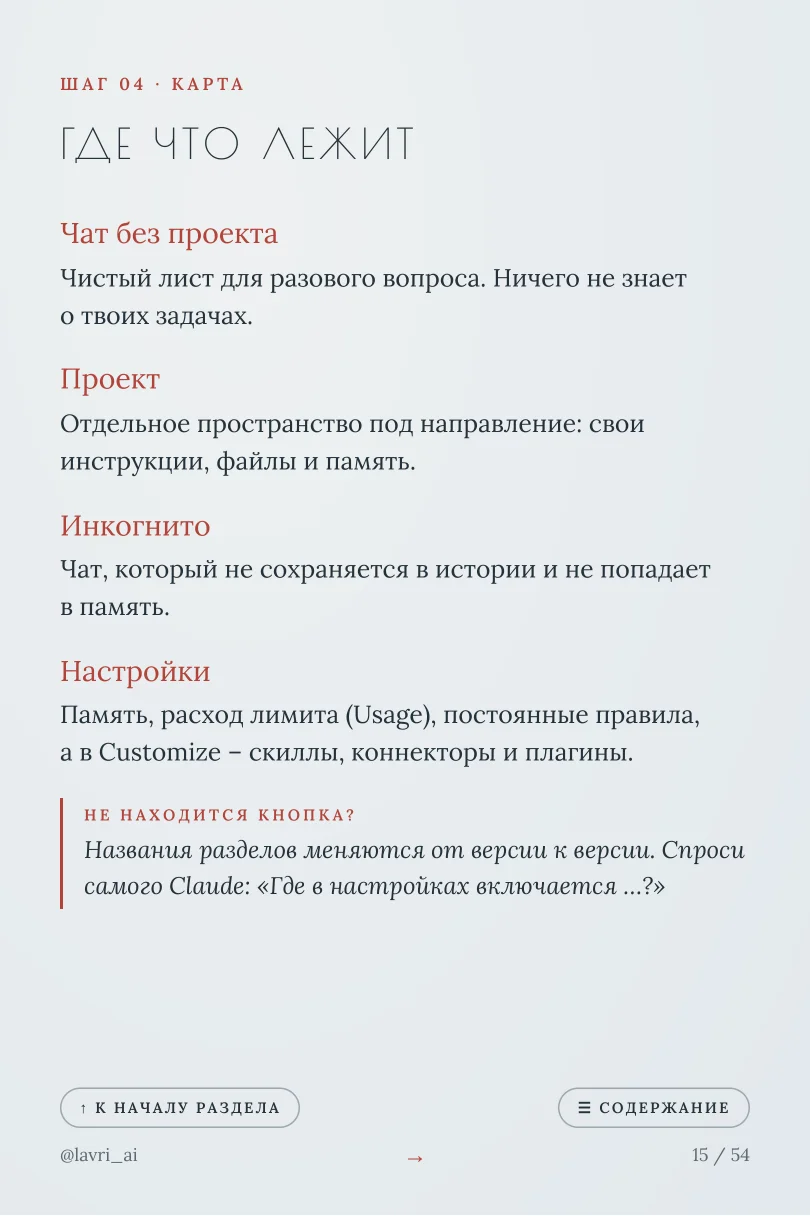 ШАГ 04 · КАРТА
ГДЕ ЧТО ЛЕЖИТ
Чат без проекта
Чистый лист для разового вопроса. Ничего не знает
о твоих задачах.
Проект
Отдельное пространство под направление: свои
инструкции, файлы и память.
Инкогнито
Чат, который не сохраняется в истории и не попадает
в память.
Настройки
Память, расход лимита (Usage), постоянные правила,
а в Customize – скиллы, коннекторы и плагины.
НЕ НАХОДИТСЯ КНОПКА?
Названия разделов меняются от версии к версии. Спроси
самого Claude: «Где в настройках включается …?»
↑ К НАЧАЛУ РАЗДЕЛА
☰ СОДЕРЖАНИЕ
@lavri_ai
→
15 / 54